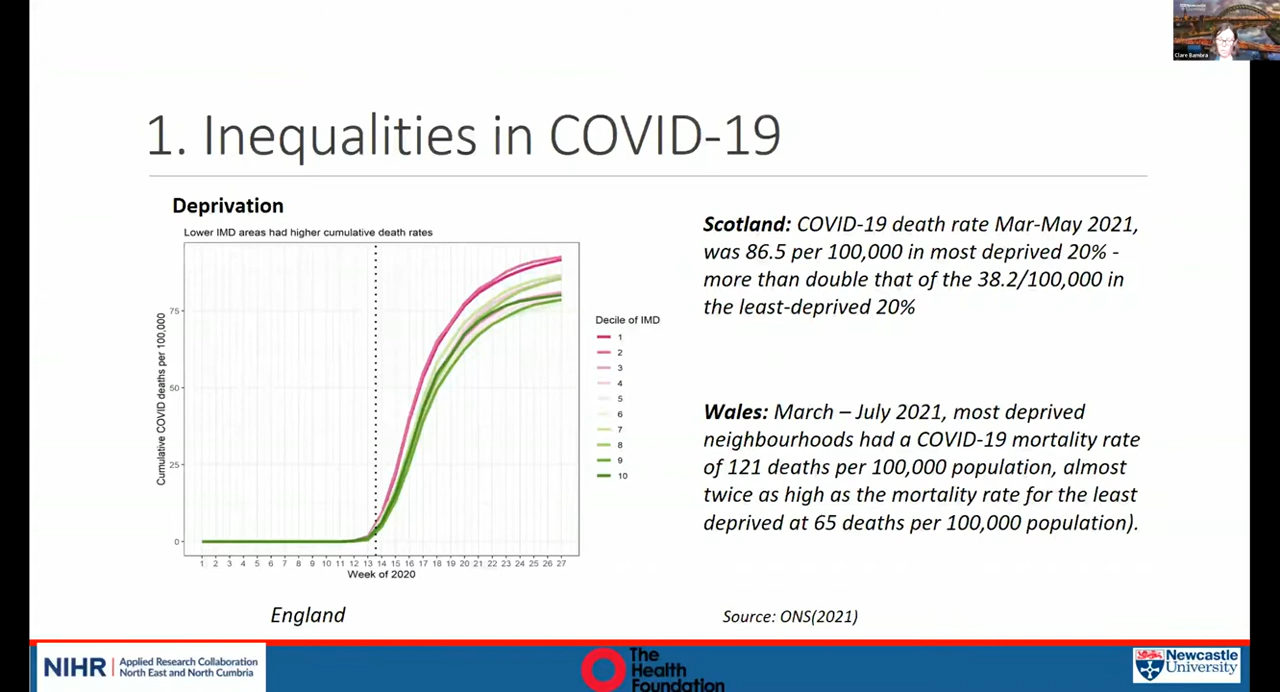 Clare Bambra
1. Inequalities in COVID-19
Deprivation
Lower IMD areas had higher cumulative death rates
Cumulative COVID deaths per 100,000
75
50
25
0
1 2 3 4 5 6 7 8 9 10 11 12 13 14 15 16 17 18 19 20 21 22 23 24 25 26 27
Week of 2020
Decile of IMD
1
2
3
4
5
6
7
8
9
10
England
Scotland: COVID-19 death rate Mar-May 2021,
was 86.5 per 100,000 in most deprived 20% -
more than double that of the 38.2/100,000 in
the least-deprived 20%
Wales: March – July 2021, most deprived
neighbourhoods had a COVID-19 mortality rate
of 121 deaths per 100,000 population, almost
twice as high as the mortality rate for the least
deprived at 65 deaths per 100,000 population).
Source: ONS(2021)
NIHR
Applied Research Collaboration
North East and North Cumbria
The
Health
Foundation
Newcastle
University